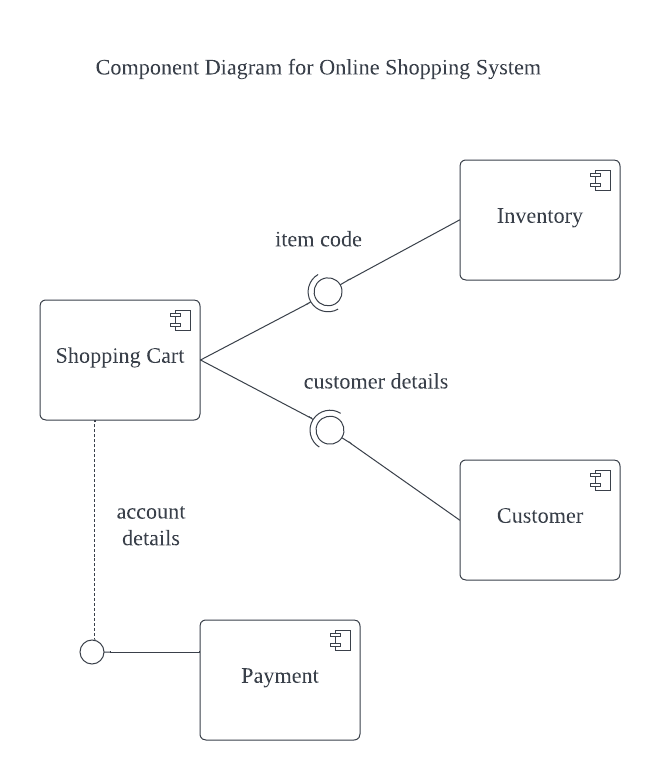 Component Diagram for Online Shopping System
Inventory
item code
Shopping Cart
customer details
Customer
account
details
Payment